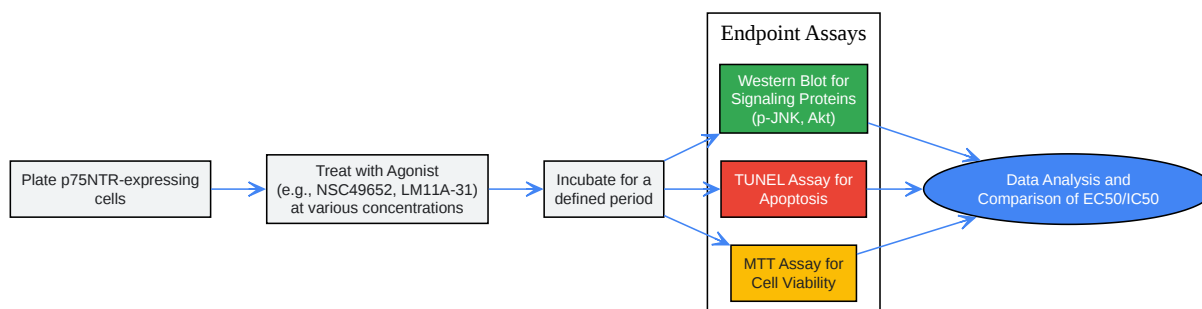 Plate p75NTR-expressing
cells
Treat with Agonist
(e.g., NSC49652, LM11A-31)
at various concentrations
Incubate for a
defined period
Endpoint Assays
Western Blot for
Signaling Proteins
(p-JNK, Akt)
TUNEL Assay for
Apoptosis
MTT Assay for
Cell Viability
Data Analysis and
Comparison of EC50/IC50